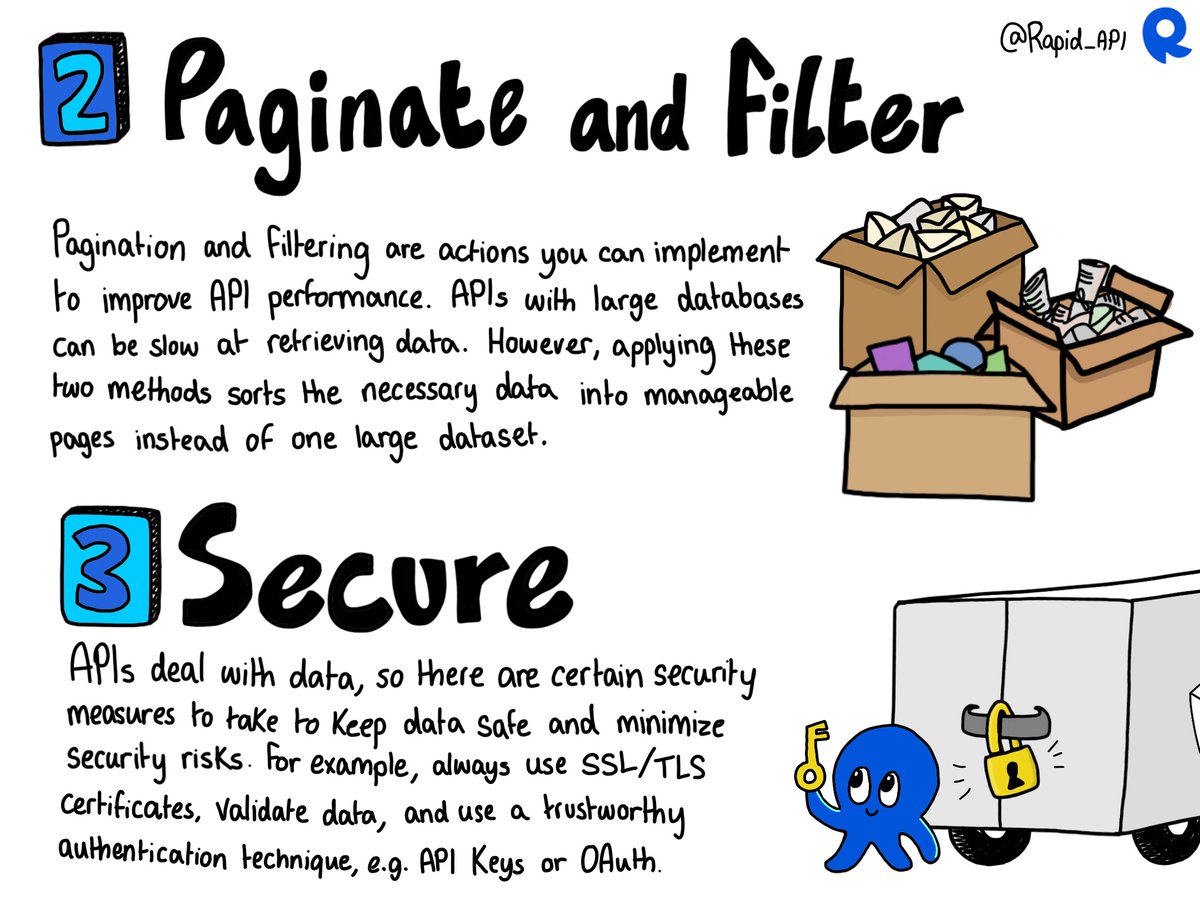 @Rapid_API
2 Paginate and Filter
Pagination and filtering are actions you can implement
to improve API performance. APIs with large databases
can be slow at retrieving data. However, applying these
two methods sorts the necessary data into manageable
pages instead of one large dataset.
3 Secure
APIs deal with data, so there are certain security
measures to take to keep data safe and minimize
security risks. For example, always use SSL/TLS
certificates, validate data, and use a trustworthy
authentication technique, e.g. API Keys or OAuth.